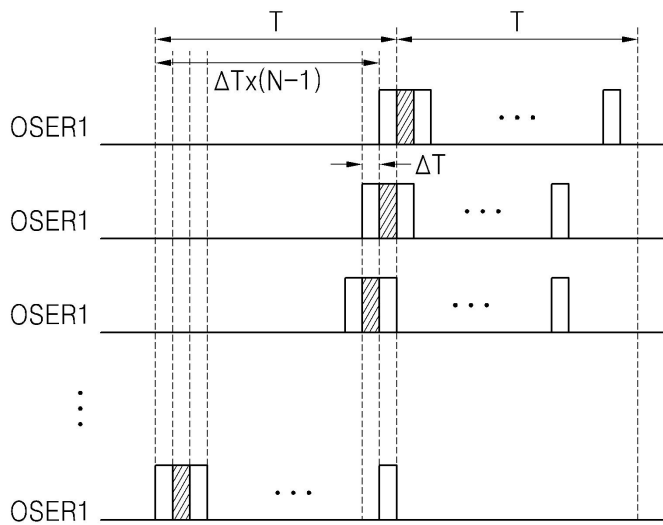 T T
ΔTx(N-1)
OSER1
ΔT
OSER1
OSER1
OSER1